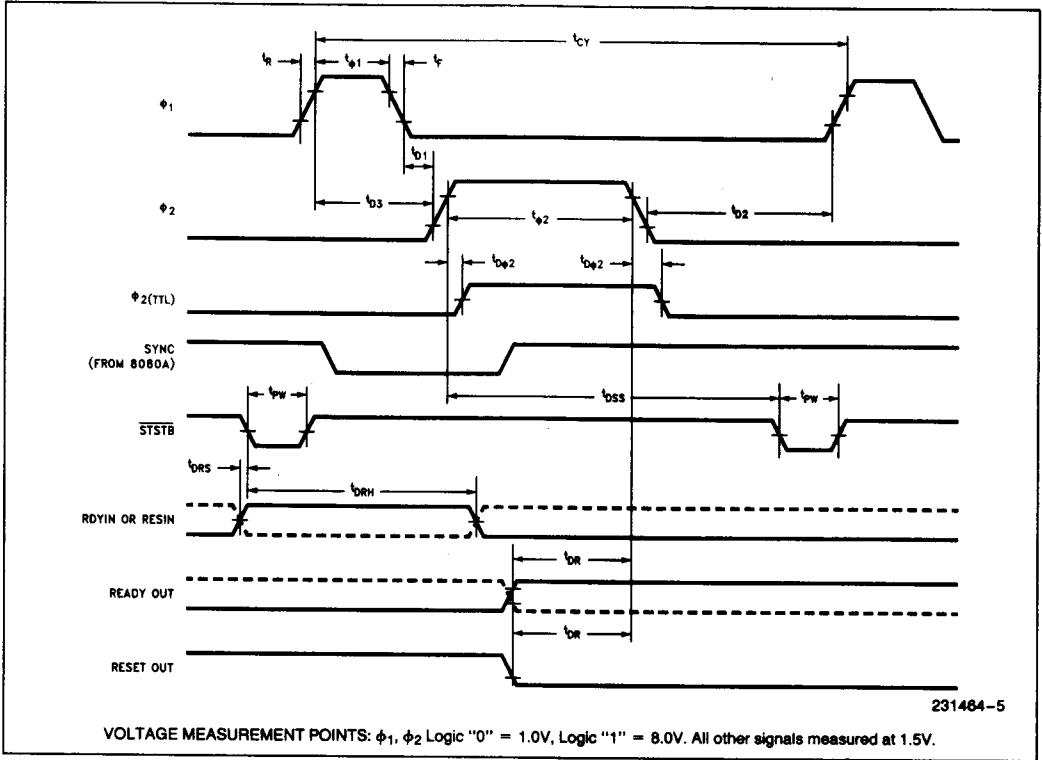 tCY
tR
tϕ1
tF
ϕ1
tD1
tD3
tϕ2
tD2
ϕ2
tDϕ2
tDϕ2
ϕ2(TTL)
SYNC
(FROM 8080A)
tDSS
tPW
tPW
STSTB
tDRS
tDRH
RDYIN OR RESIN
tDR
READY OUT
tDR
RESET OUT
231464-5
VOLTAGE MEASUREMENT POINTS: ϕ1, ϕ2 Logic "0" = 1.0V, Logic "1" = 8.0V. All other signals measured at 1.5V.